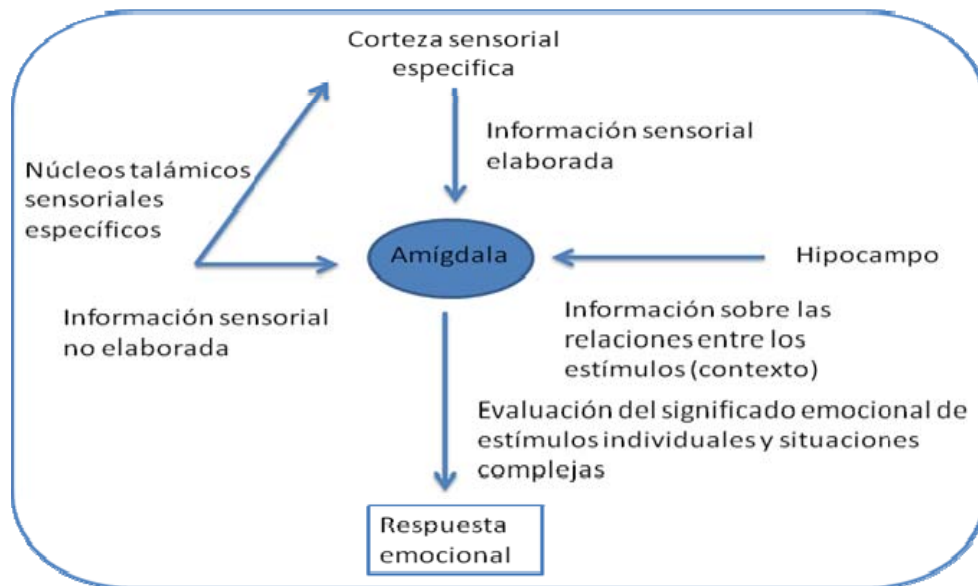 Corteza sensorial
especifica
Información sensorial
elaborada
Núcleos talámicos
sensoriales
específicos
Amígdala
Hipocampo
Información sensorial
no elaborada
Información sobre las
relaciones entre los
estímulos (contexto)
Evaluación del significado emocional de
estímulos individuales y situaciones
complejas
Respuesta
emocional